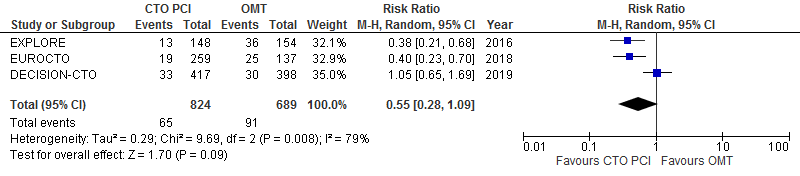 CTO PCI OMT Risk Ratio Risk Ratio
Study or Subgroup Events Total Events Total Weight M-H, Random, 95% CI Year M-H, Random, 95% CI
EXPLORE 13 148 36 154 32.1% 0.38 [0.21, 0.68] 2016
EUROCTO 19 259 25 137 32.3% 0.40 [0.23, 0.70] 2018
DECISION-CTO 33 417 30 398 35.6% 1.05 [0.65, 1.69] 2019
Total (95% CI) 824 689 100.0% 0.55 [0.28, 1.09]
Total events 65 91
Heterogeneity: Tau² = 0.29; Chi² = 9.69, df = 2 (P = 0.008); I² = 79%
Test for overall effect: Z = 1.70 (P = 0.09)
0.01 0.1 1 10 100
Favours CTO PCI Favours OMT